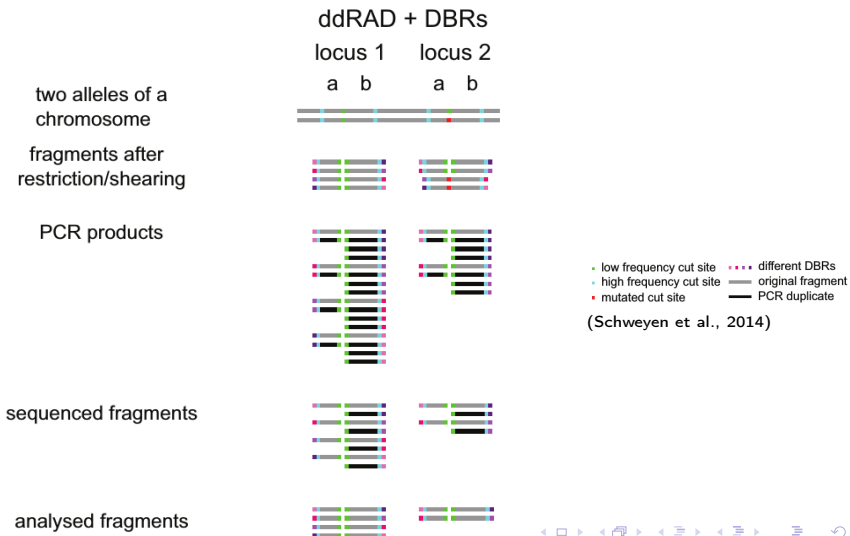 ddRAD + DBRs
locus 1 locus 2
a b a b
two alleles of a
chromosome
fragments after
restriction/shearing
PCR products
low frequency cut site
high frequency cut site
mutated cut site
different DBRs
original fragment
PCR duplicate
(Schweyen et al., 2014)
sequenced fragments
analysed fragments